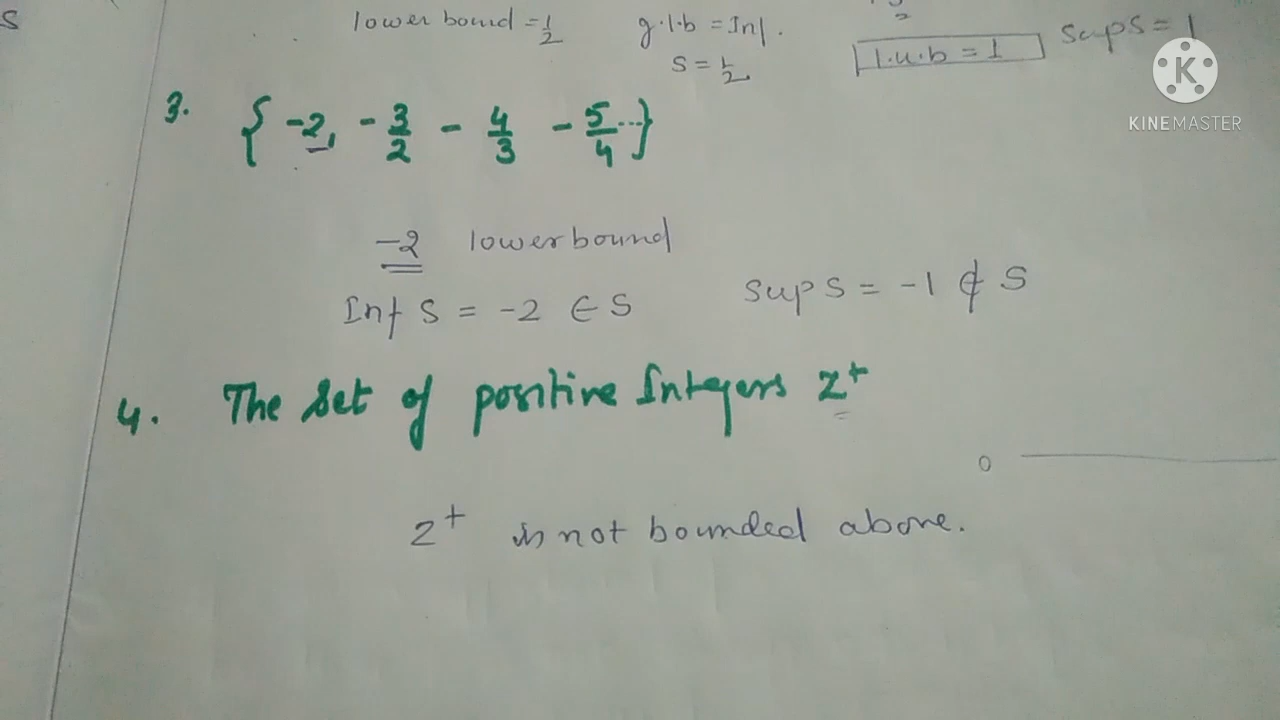 S
lower bound = 1/2 g.l.b = Inf. S = 1/2
l.u.b = 1 Sup S = 1
K
KINEMASTER
3. { -2, - 3/2 - 4/3 - 5/4 ... }
-2 lower bound
Inf S = -2 ∈ S Sup S = -1 ∉ S
4. The set of positive Integers Z+
0
Z+ is not bounded above.